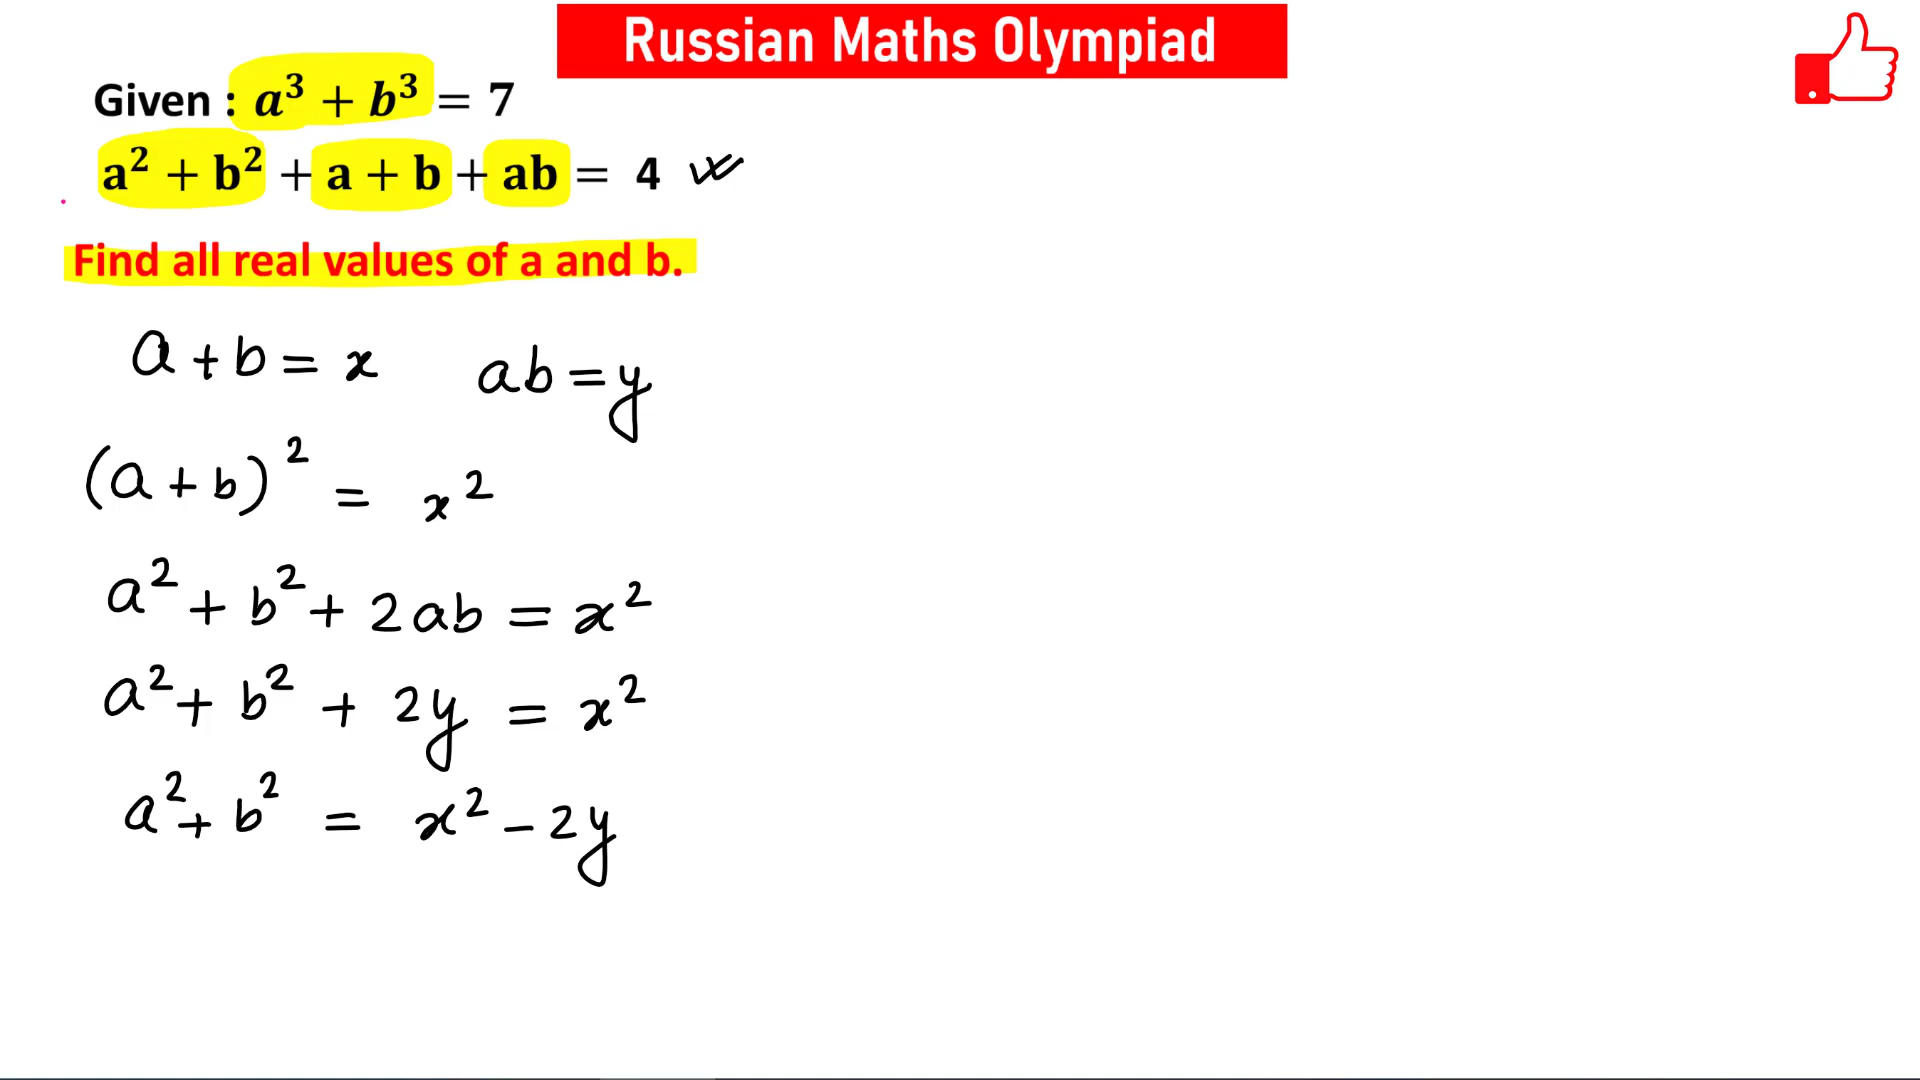 Russian Maths Olympiad
Given : a³ + b³ = 7
a² + b² + a + b + ab = 4
Find all real values of a and b.
a + b = x   ab = y
(a + b)² = x²
a² + b² + 2ab = x²
a² + b² + 2y = x²
a² + b² = x² - 2y